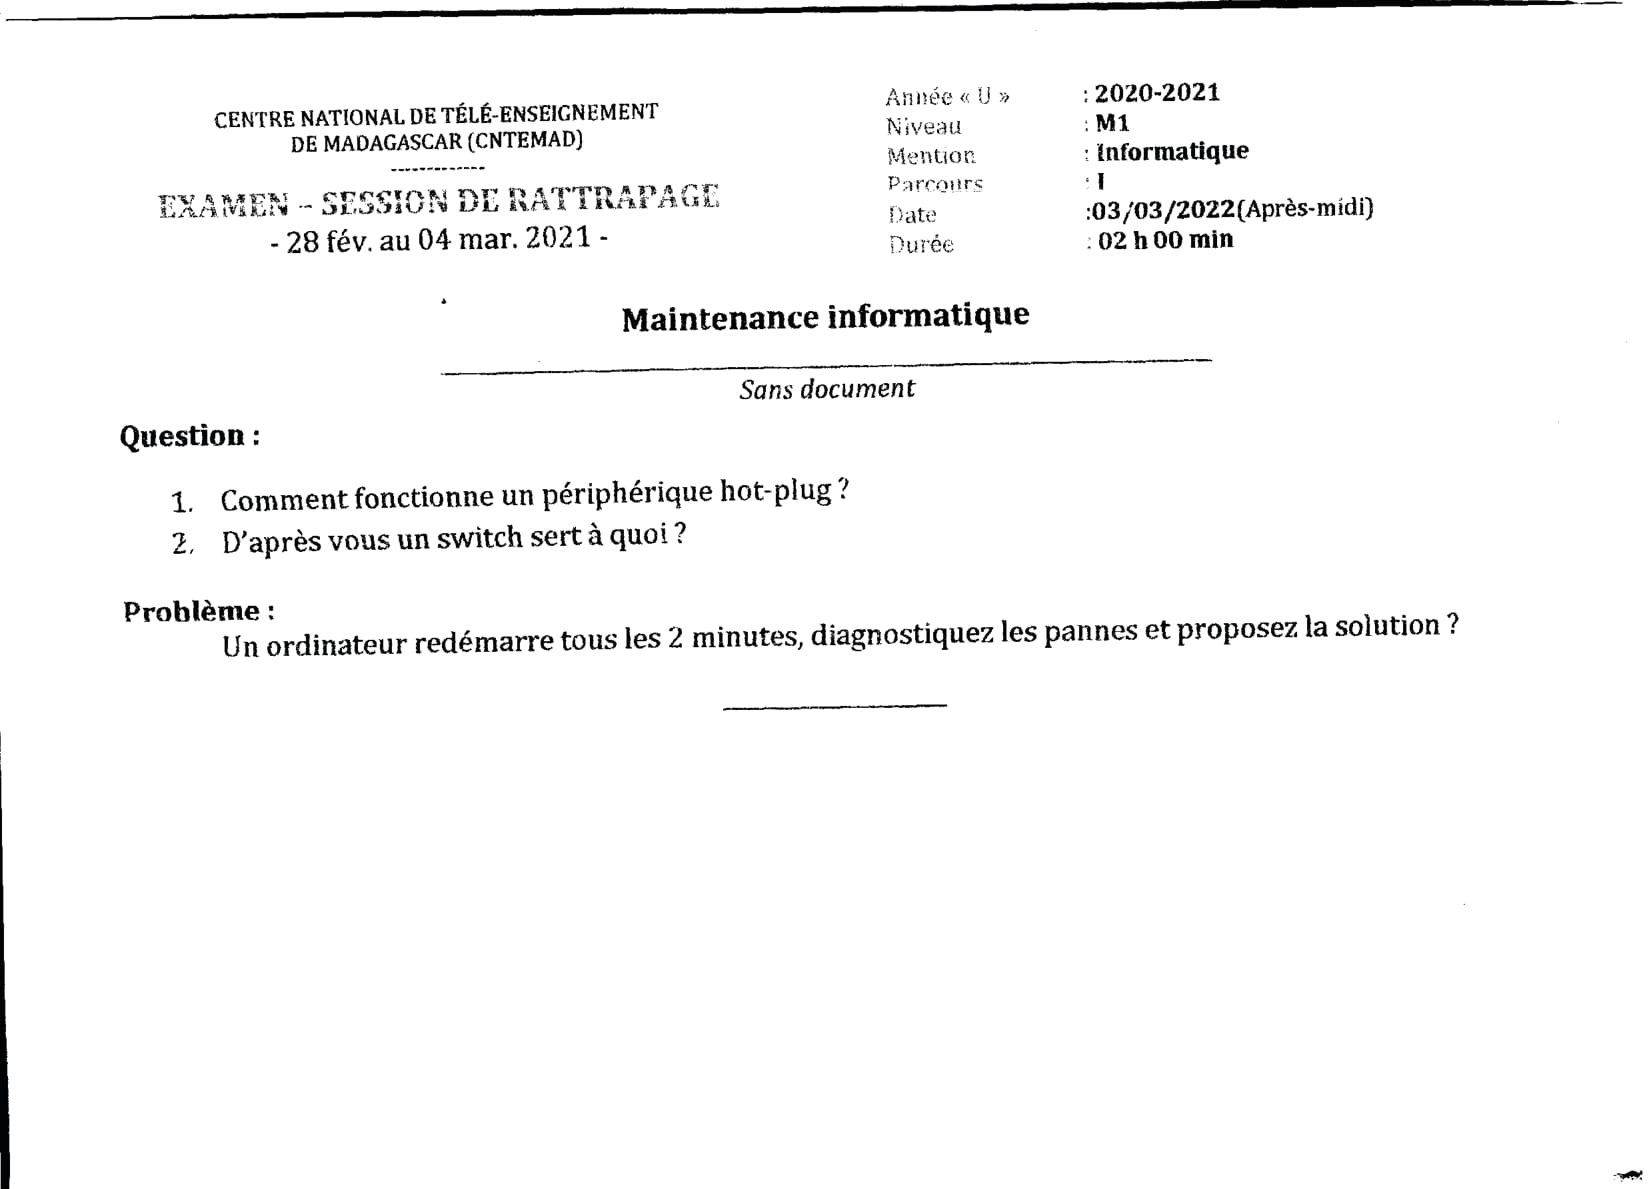 CENTRE NATIONAL DE TÉLÉ-ENSEIGNEMENT
DE MADAGASCAR (CNTEMAD)
-------------
EXAMEN – SESSION DE RATTRAPAGE
- 28 fév. au 04 mar. 2021 -
Année « U » : 2020-2021
Niveau : M1
Mention : Informatique
Parcours : I
Date :03/03/2022(Après-midi)
Durée : 02 h 00 min
Maintenance informatique
Sans document
Question :
1. Comment fonctionne un périphérique hot-plug ?
2. D'après vous un switch sert à quoi ?
Problème :
Un ordinateur redémarre tous les 2 minutes, diagnostiquez les pannes et proposez la solution ?